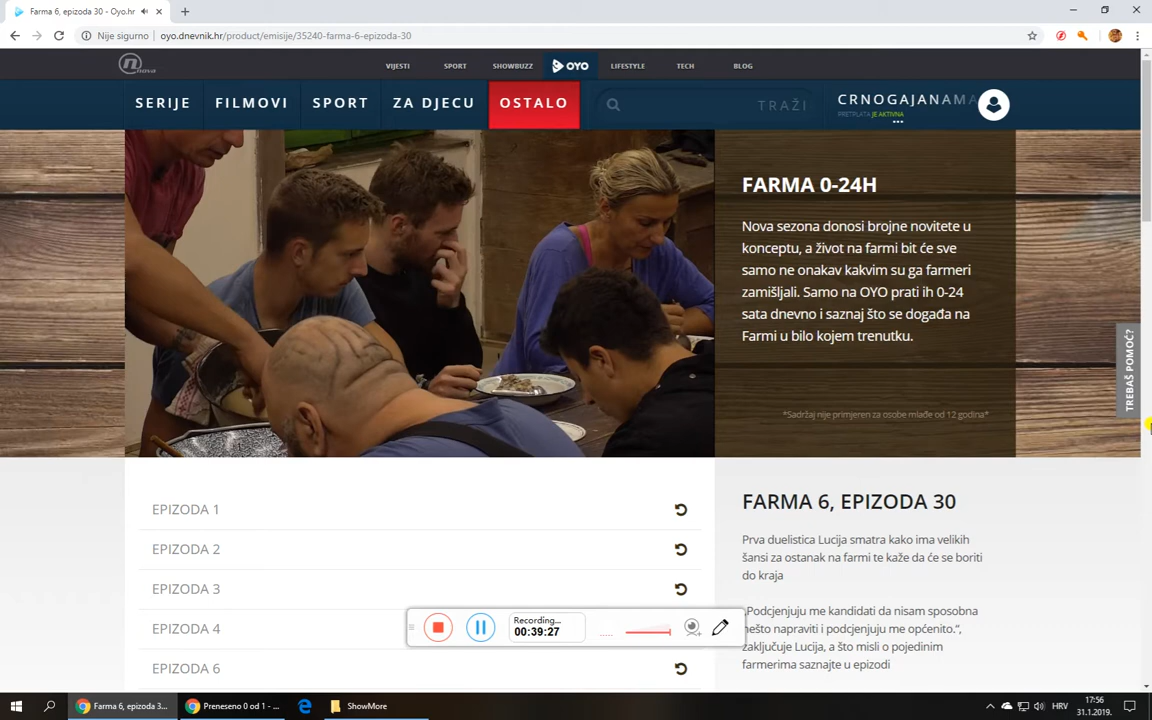 Farma 6, epizoda 30 - Oyo.hr
Nije sigurno
oyo.dnevnik.hr/product/emisije/35240-farma-6-epizoda-30
nova
VIJESTI SPORT SHOWBUZZ OYO LIFESTYLE TECH BLOG
SERIJE FILMOVI SPORT ZA DJECU OSTALO TRAŽI CRNOGAJANAMA
PRETPLATA JE AKTIVNA
FARMA 0-24H
Nova sezona donosi brojne novitete u
konceptu, a život na farmi bit će sve
samo ne onakav kakvim su ga farmeri
zamišljali. Samo na OYO prati ih 0-24
sata dnevno i saznaj što se događa na
Farmi u bilo kojem trenutku.
*Sadržaj nije primjeren za osobe mlađe od 12 godina*
TREBAŠ POMOĆ?
EPIZODA 1
EPIZODA 2
EPIZODA 3
EPIZODA 4
EPIZODA 6
FARMA 6, EPIZODA 30
Prva duelistica Lucija smatra kako ima velikih
šansi za ostanak na farmi te kaže da će se boriti
do kraja
„Podcjenjuju me kandidati da nisam sposobna
nešto napraviti i podcjenjuju me općenito.“,
zaključuje Lucija, a što misli o pojedinim
farmerima saznajte u epizodi
Recording...
00:39:27
Farma 6, epizoda 3...
Preneseno 0 od 1 - ...
ShowMore
HRV
17:56
31.1.2019.